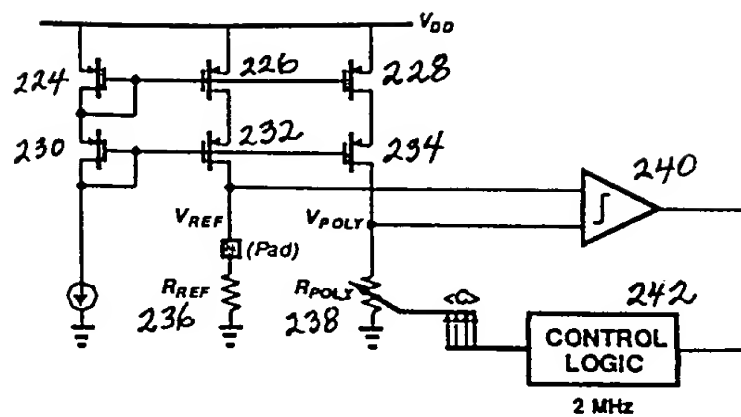 VDD
224
226
228
230
232
234
240
VREF
VPOLY
(Pad)
RREF
236
RPOLY
238
<C>
242
CONTROL
LOGIC
2 MHz